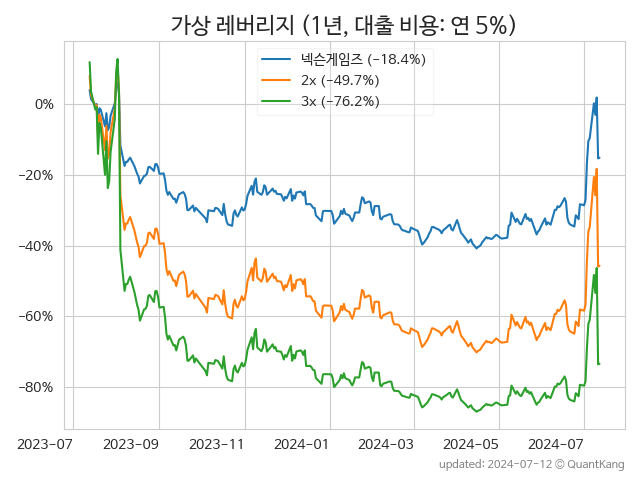 가상 레버리지 (1년, 대출 비용: 연 5%)
넥슨게임즈 (−18.4%)
2x (−49.7%)
3x (−76.2%)
0%
−20%
−40%
−60%
−80%
2023-07 2023-09 2023-11 2024-01 2024-03 2024-05 2024-07
updated: 2024-07-12 © QuantKang